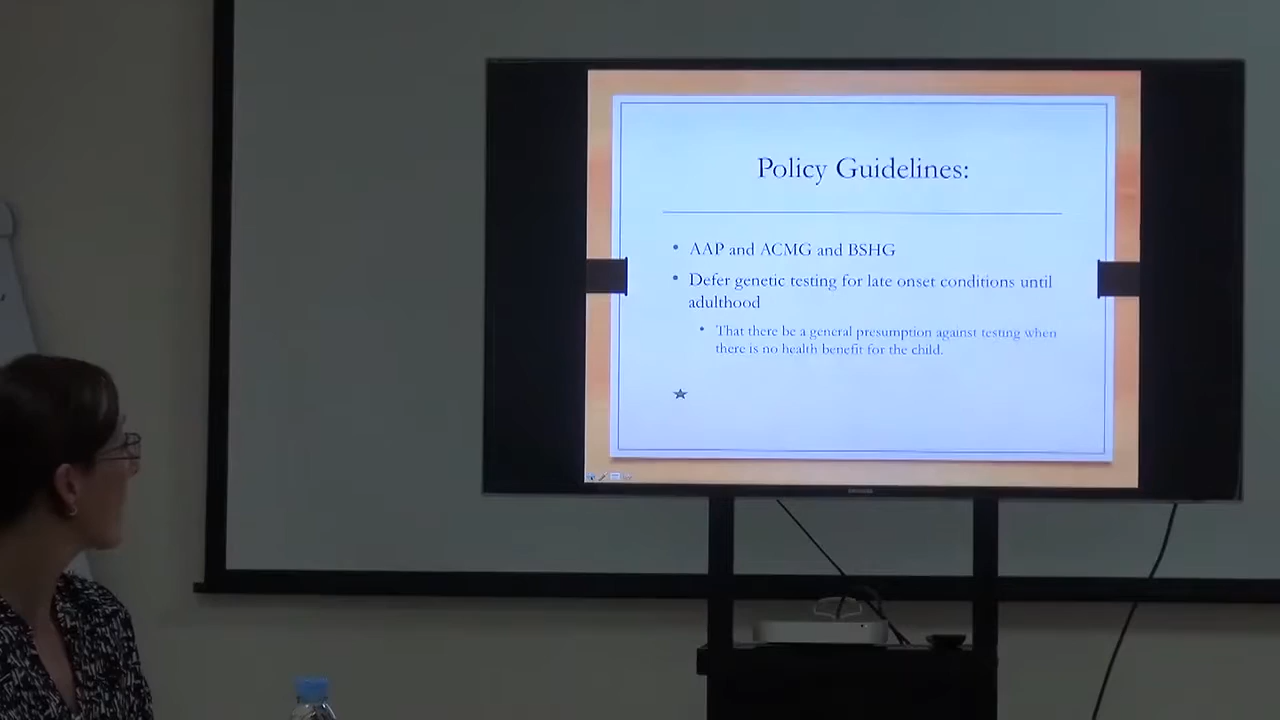 Policy Guidelines:
• AAP and ACMG and BSHG
• Defer genetic testing for late onset conditions until
adulthood
• That there be a general presumption against testing when
there is no health benefit for the child.